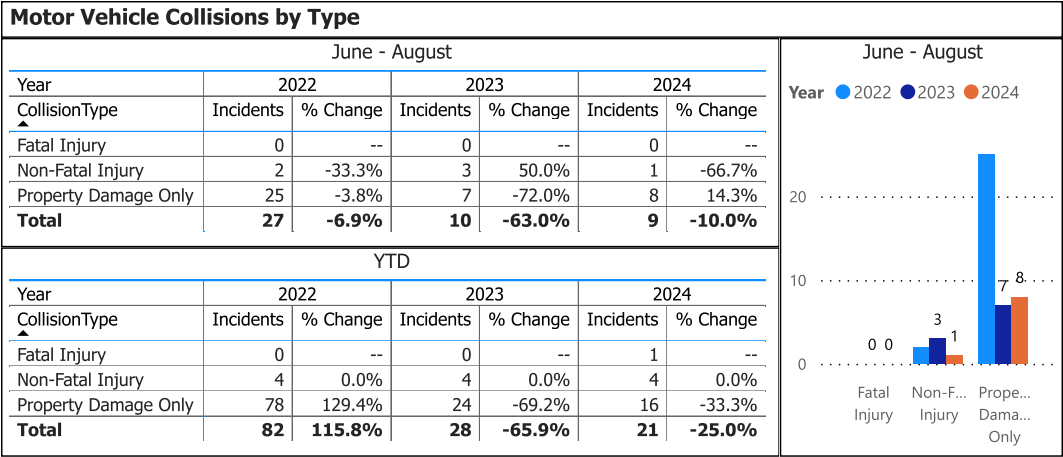 Motor Vehicle Collisions by Type
June - August
Year 2022 2023 2024
CollisionType Incidents % Change Incidents % Change Incidents % Change
Fatal Injury 0 -- 0 -- 0 --
Non-Fatal Injury 2 -33.3% 3 50.0% 1 -66.7%
Property Damage Only 25 -3.8% 7 -72.0% 8 14.3%
Total 27 -6.9% 10 -63.0% 9 -10.0%
YTD
Year 2022 2023 2024
CollisionType Incidents % Change Incidents % Change Incidents % Change
Fatal Injury 0 -- 0 -- 1 --
Non-Fatal Injury 4 0.0% 4 0.0% 4 0.0%
Property Damage Only 78 129.4% 24 -69.2% 16 -33.3%
Total 82 115.8% 28 -65.9% 21 -25.0%
June - August
Year 2022 2023 2024
20
10 7 8
3
0 0 1
0
Fatal Non-F... Prope...
Injury Injury Dama...
Only